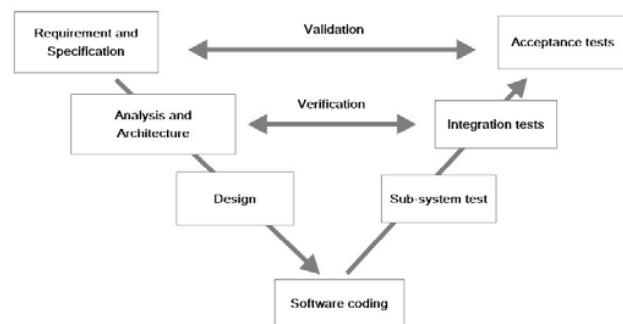 Requirement and
Specification
Validation
Acceptance tests
Analysis and
Architecture
Verification
Integration tests
Design
Sub-system test
Software coding